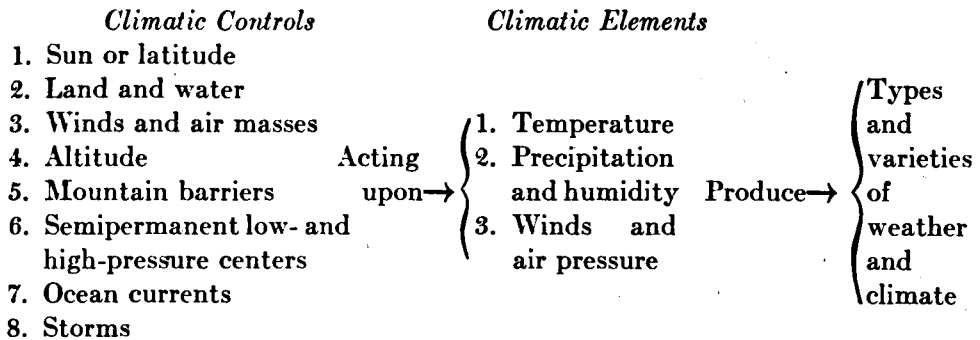 Climatic Controls
1. Sun or latitude
2. Land and water
3. Winds and air masses
4. Altitude
5. Mountain barriers
6. Semipermanent low- and
high-pressure centers
7. Ocean currents
8. Storms
Acting
upon→
Climatic Elements
1. Temperature
2. Precipitation
and humidity
3. Winds and
air pressure
Produce→
Types
and
varieties
of
weather
and
climate